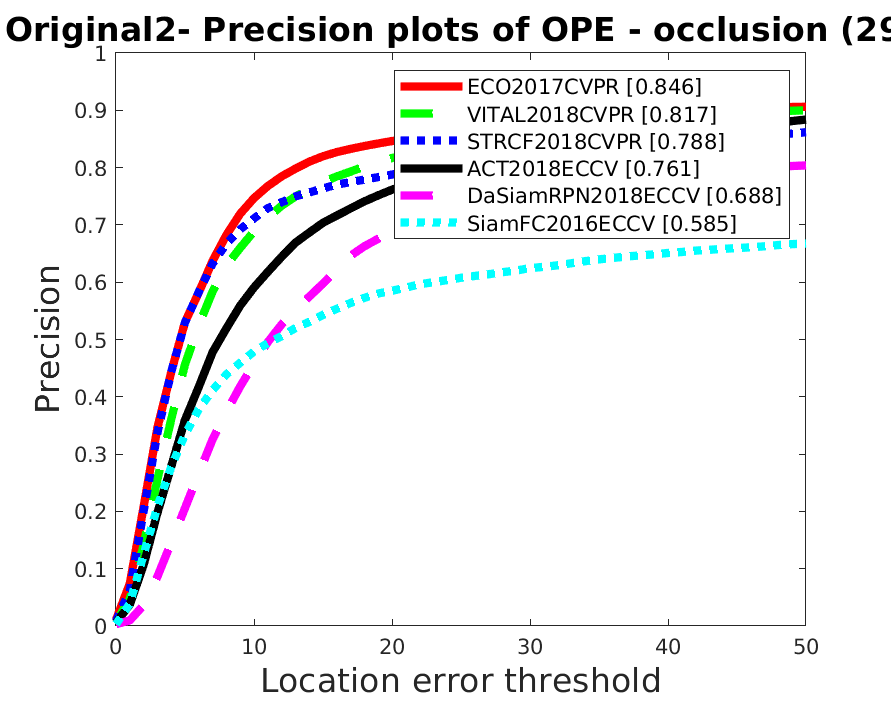 Original2- Precision plots of OPE - occlusion (29
1
0.9
0.8
0.7
0.6
0.5
0.4
0.3
0.2
0.1
0
Precision
ECO2017CVPR [0.846]
VITAL2018CVPR [0.817]
STRCF2018CVPR [0.788]
ACT2018ECCV [0.761]
DaSiamRPN2018ECCV [0.688]
SiamFC2016ECCV [0.585]
0 10 20 30 40 50
Location error threshold